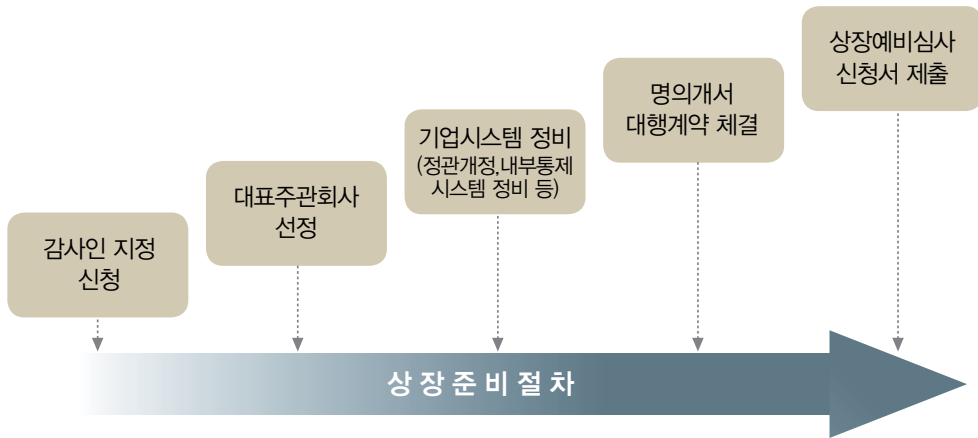 감사인 지정
신청
대표주관회사
선정
기업시스템 정비
(정관개정,내부통제
시스템 정비 등)
명의개서
대행계약 체결
상장예비심사
신청서 제출
상장준비절차